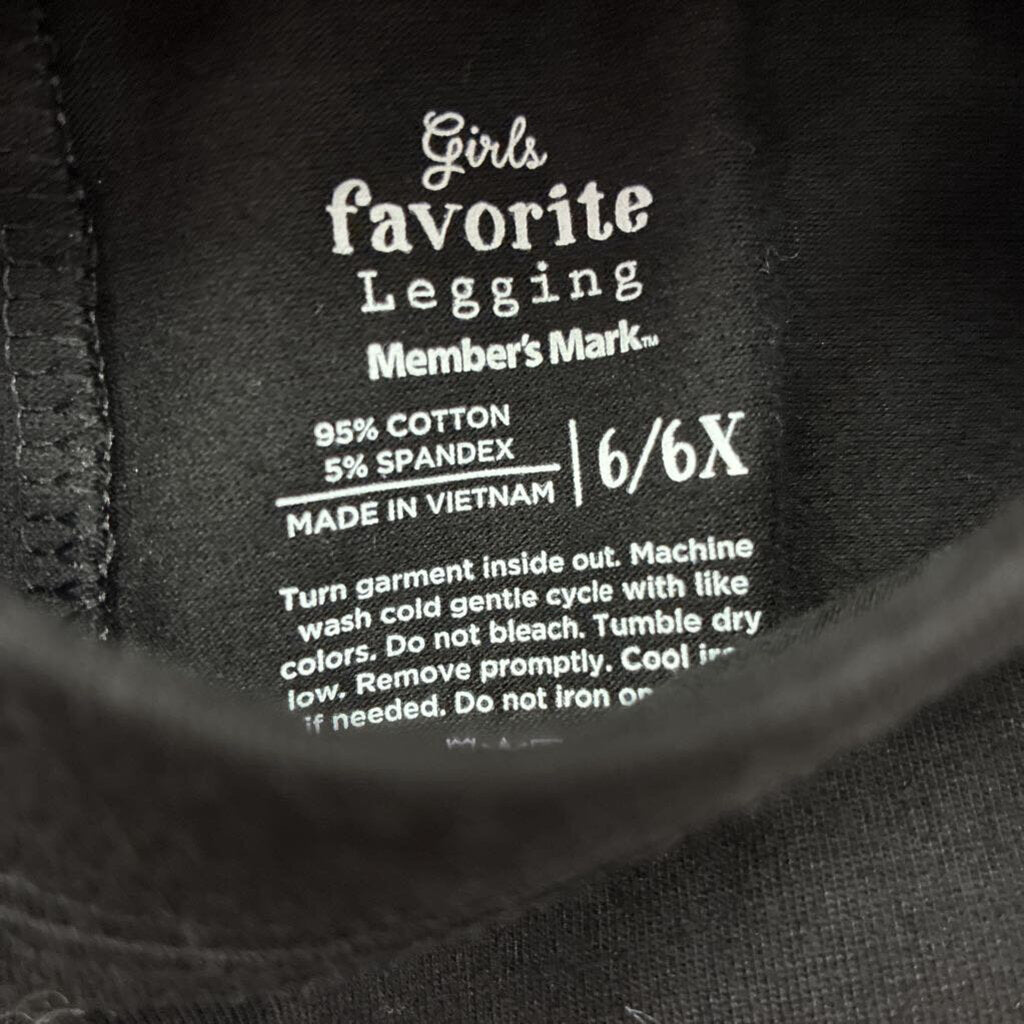 Girls
favorite
Legging
Member's Mark™
95% COTTON
5% SPANDEX
MADE IN VIETNAM
6/6X
Turn garment inside out. Machine
wash cold gentle cycle with like
colors. Do not bleach. Tumble dry
low. Remove promptly. Cool
if needed. Do not iron